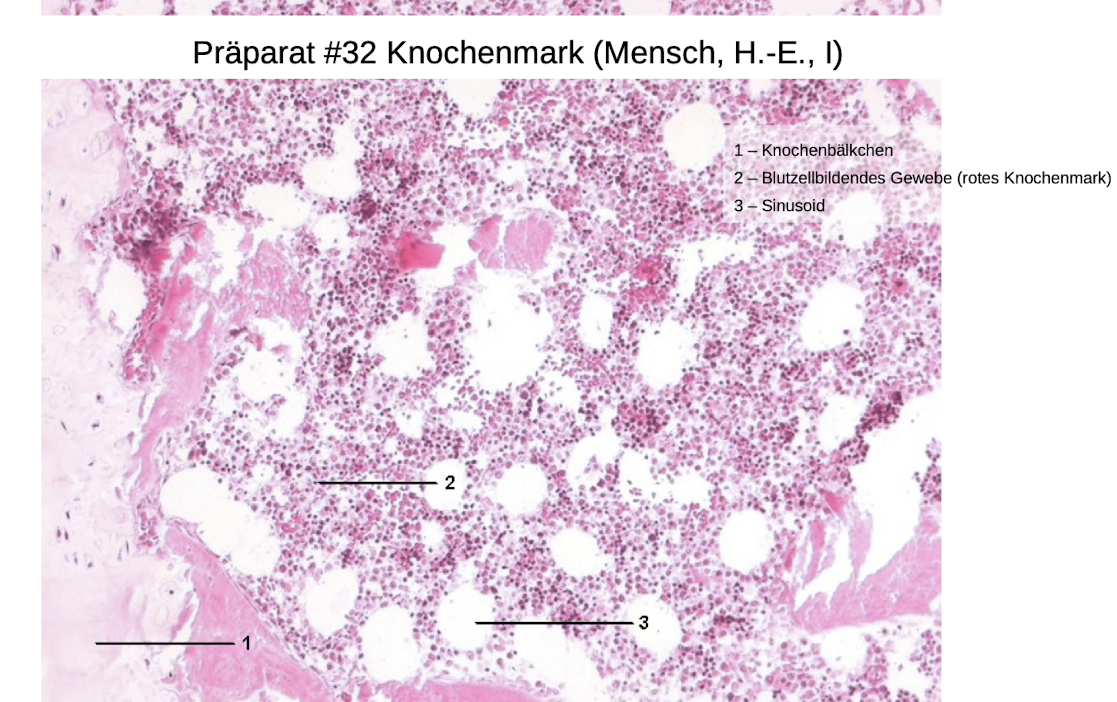 Präparat #32 Knochenmark (Mensch, H.-E., I)
1 – Knochenbälkchen
2 – Blutzellbildendes Gewebe (rotes Knochenmark)
3 – Sinusoid
2
3
1